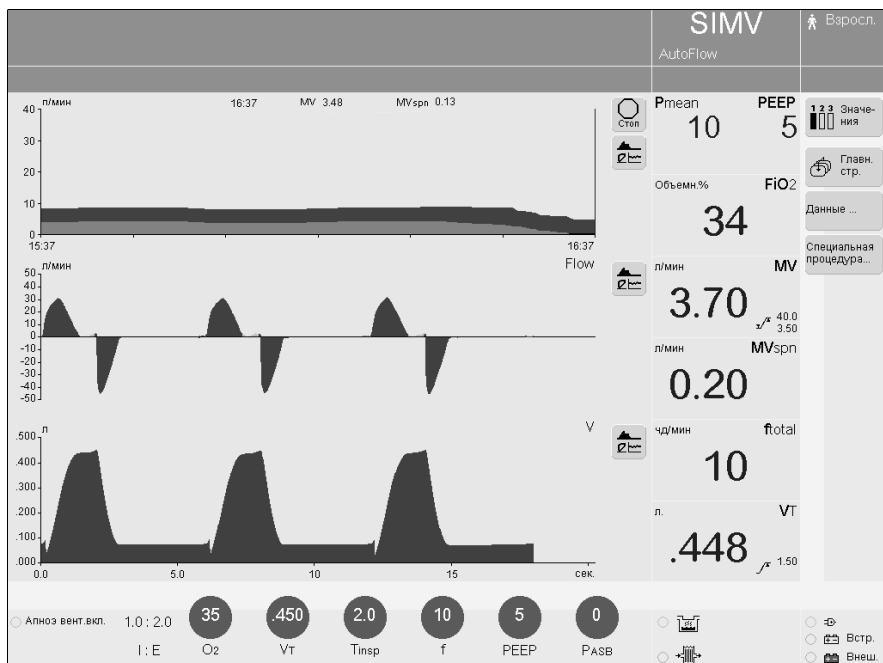 SIMV
Взросл.
AutoFlow
л/мин 16:37 MV 3.48 MVspn 0.13
40
30
20
10
0
15:37 16:37
Стоп
Pmean PEEP
10 5
1 2 3 Значе-
ния
Главн.
стр.
Объемн.% FiO2
34
Данные ...
Специальная
процедура...
л/мин Flow
50
40
30
20
10
0
-10
-20
-30
-40
-50
л/мин MV
3.70 40.0
3.50
л/мин MVspn
0.20
л V
.500
.400
.300
.200
.100
.000
0.0 5.0 10 15 сек.
чд/мин ftotal
10
л. VT
.448 1.50
Апноэ вент.вкл. 1.0 : 2.0 35 .450 2.0 10 5 0
I : E O2 VT Tinsp f PEEP PASB
Встр.
Внеш.